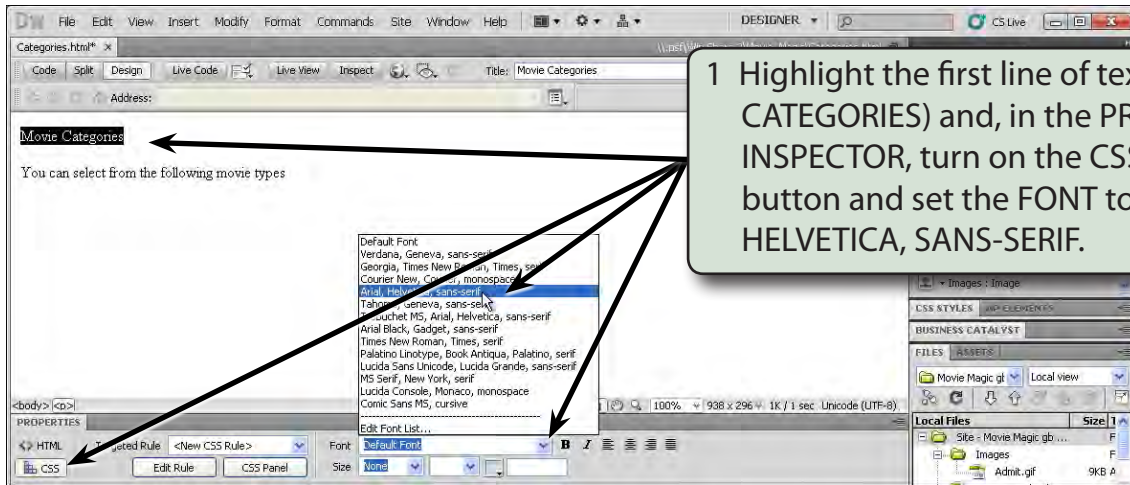 DW File Edit View Insert Modify Format Commands Site Window Help DESIGNER CS Live
Categories.html*
Code Split Design Live Code Live View Inspect Title: Movie Categories
Address:
Movie Categories
You can select from the following movie types
1 Highlight the first line of
CATEGORIES) and, in the
INSPECTOR, turn on the
button and set the FONT to
HELVETICA, SANS-SERIF.
Default Font
Verdana, Geneva, sans-serif
Georgia, Times New Roman, Times, serif
Courier New, Courier, monospace
Arial, Helvetica, sans-serif
Tahoma, Geneva, sans-serif
Trebuchet MS, Arial, Helvetica, sans-serif
Arial Black, Gadget, sans-serif
Times New Roman, Times, serif
Palatino Linotype, Book Antiqua, Palatino, serif
Lucida Sans Unicode, Lucida Grande, sans-serif
MS Serif, New York, serif
Lucida Console, Monaco, monospace
Comic Sans MS, cursive
Edit Font List...
Images : Image
CSS STYLES AP ELEMENTS
BUSINESS CATALYST
FILES ASSETS
Movie Magic gb Local view
<body> <p> 100% 938 x 296 1K / 1 sec Unicode (UTF-8)
PROPERTIES
<> HTML Targeted Rule <New CSS Rule> Font Default Font B I
CSS Edit Rule CSS Panel Size None
Local Files Size
Site - Movie Magic gb ...
Images
Admit.gif 9KB